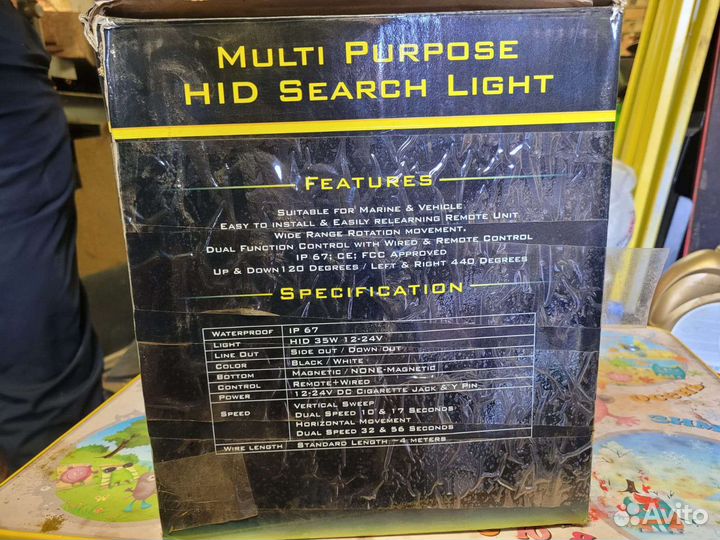 MULTI PURPOSE
HID SEARCH LIGHT
FEATURES
SUITABLE FOR MARINE & VEHICLE
EASY TO INSTALL & EASILY RELEARNING REMOTE UNIT
WIDE RANGE ROTATION MOVEMENT.
DUAL FUNCTION CONTROL WITH WIRED & REMOTE CONTROL
IP 67; CE; FCC APPROVED
UP & DOWN120 DEGREES / LEFT & RIGHT 440 DEGREES
SPECIFICATION
WATERPROOF IP 67
LIGHT HID 35W 12-24V
LINE OUT SIDE OUT / DOWN OUT
COLOR BLACK / WHITE
BOTTOM MAGNETIC / NONE-MAGNETIC
CONTROL REMOTE+WIRED
POWER 12-24V DC CIGARETTE JACK & Y PIN
SPEED VERTICAL SWEEP
DUAL SPEED 10 & 17 SECONDS
HORIZONTAL MOVEMENT
DUAL SPEED 32 & 56 SECONDS
WIRE LENGTH STANDARD LENGTH ~4 METERS
Avito